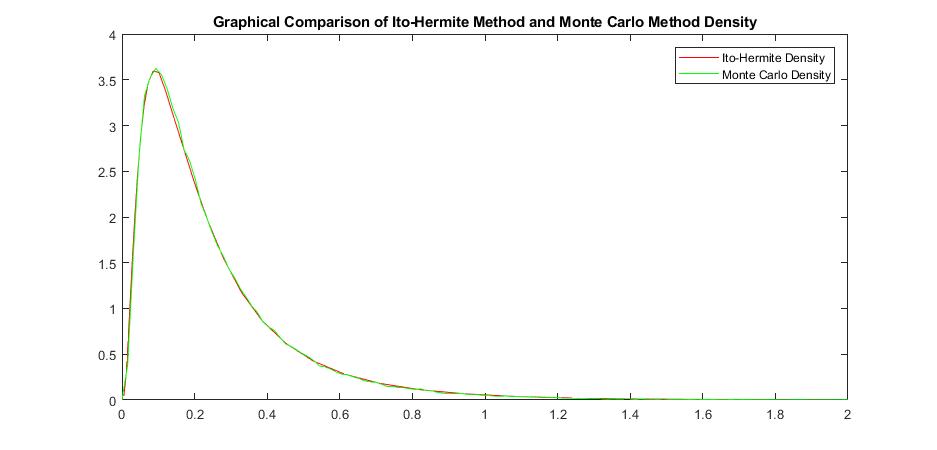 Graphical Comparison of Ito-Hermite Method and Monte Carlo Method Density
Ito-Hermite Density
Monte Carlo Density
4
3.5
3
2.5
2
1.5
1
0.5
0
0 0.2 0.4 0.6 0.8 1 1.2 1.4 1.6 1.8 2